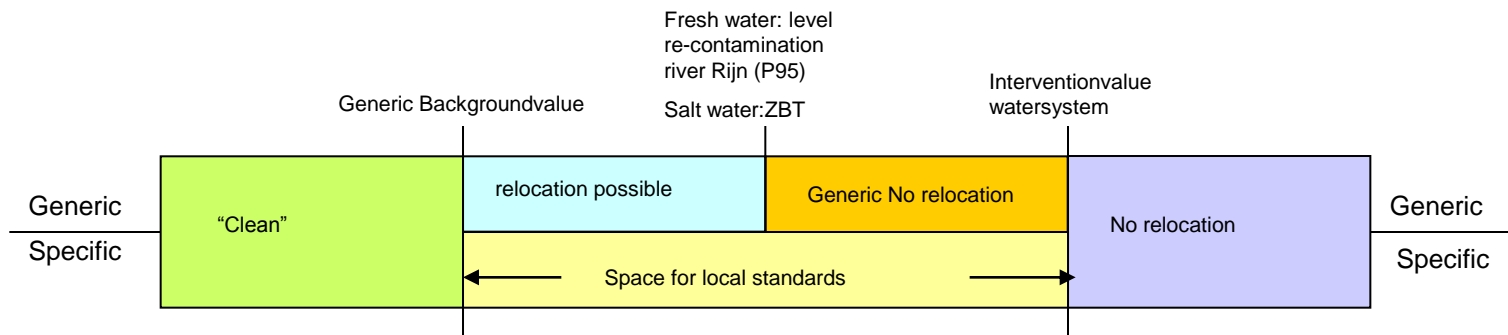 Fresh water: level
re-contamination
river Rijn (P95)
Salt water:ZBT
Interventionvalue
watersystem
Generic Backgroundvalue
Generic
Specific
“Clean”
relocation possible
Generic No relocation
Space for local standards
No relocation
Generic
Specific